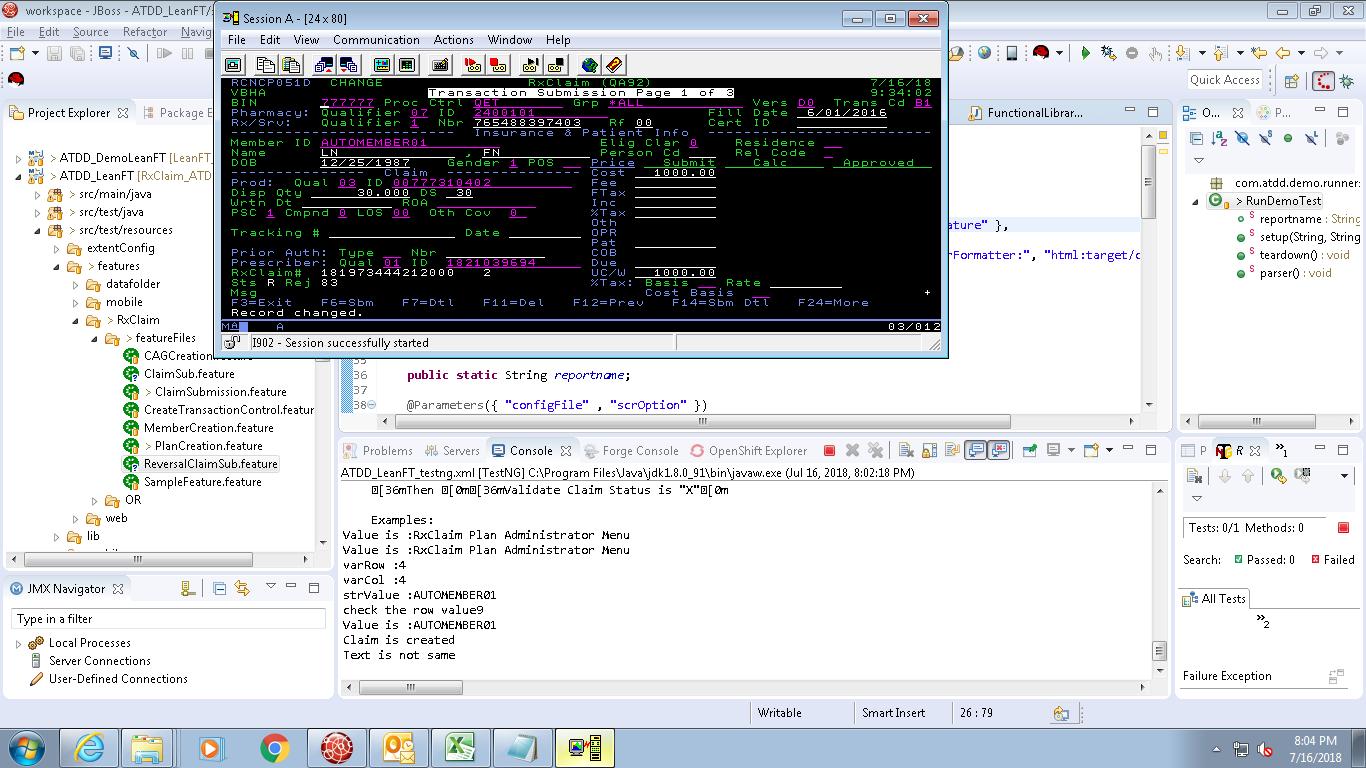 workspace - JBoss - ATDD_LeanFT/
File Edit Source Refactor Navig
Quick Access
Project Explorer
Package
> ATDD_DemoLeanFT [LeanFT_
> ATDD_LeanFT [RxClaim_ATD
> src/main/java
> src/test/java
> src/test/resources
extentConfig
> features
datafolder
mobile
> RxClaim
> featureFiles
CAGCreation.fe
ClaimSub.feature
> ClaimSubmission.feature
CreateTransactionControl.featur
MemberCreation.feature
> PlanCreation.feature
ReversalClaimSub.feature
SampleFeature.feature
OR
web
lib
JMX Navigator
Type in a filter
Local Processes
Server Connections
User-Defined Connections
Session A - [24 x 80]
File Edit View Communication Actions Window Help
RCNCP051D CHANGE RxClaim (QA92) 7/16/18
VBHA Transaction Submission Page 1 of 3 9:34:02
BIN 777777 Proc Ctrl QET Grp *ALL Vers D0 Trans Cd B1
Pharmacy: Qualifier 07 ID 2400101 Fill Date 6/01/2016
Rx/Srv: Qualifier 1 Nbr 765488397403 Rf 00 Cert ID
Insurance & Patient Info
Member ID AUTOMEMBER01 Elig Clar 0 Residence
Name LN , FN Person Cd Rel Code
DOB 12/25/1987 Gender 1 POS Price Submit Calc Approved
Claim Cost 1000.00
Prod: Qual 03 ID 00777310402 Fee
Disp Qty 30.000 DS 30 FTax
Wrtn Dt ROA Inc
PSC 1 Cmpnd 0 LOS 00 Oth Cov 0 %Tax
Oth
Tracking # Date OPR
Pat
Prior Auth: Type Nbr COB
Prescriber: Qual 01 ID 1821039694 Due
RxClaim# 181973444212000 2 UC/W 1000.00
Sts R Rej 83 %Tax: Basis Rate
Msg Cost Basis +
F3=Exit F6=Sbm F7=Dtl F11=Del F12=Prev F14=Sbm Dtl F24=More
Record changed.
MA A 03/012
I902 - Session successfully started
FunctionalLibrar...
ature" },
erFormatter:", "html:target/c
35
36 public static String reportname;
37
38 @Parameters({ "configFile" , "scrOption" })
Problems Servers Console Forge Console OpenShift Explorer
ATDD_LeanFT_testng.xml [TestNG] C:\Program Files\Java\jdk1.8.0_91\bin\javaw.exe (Jul 16, 2018, 8:02:18 PM)
[36mThen [0m[36mValidate Claim Status is "X"[0m
Examples:
Value is :RxClaim Plan Administrator Menu
Value is :RxClaim Plan Administrator Menu
varRow :4
varCol :4
strValue :AUTOMEMBER01
check the row value9
Value is :AUTOMEMBER01
Claim is created
Text is not same
O... P...
com.atdd.demo.runner
> RunDemoTest
reportname : String
setup(String, String
teardown() : void
parser() : void
P R »1
Tests: 0/1 Methods: 0
Search: Passed: 0 Failed
All Tests
»2
Failure Exception
Writable Smart Insert 26 : 79
8:04 PM
7/16/2018